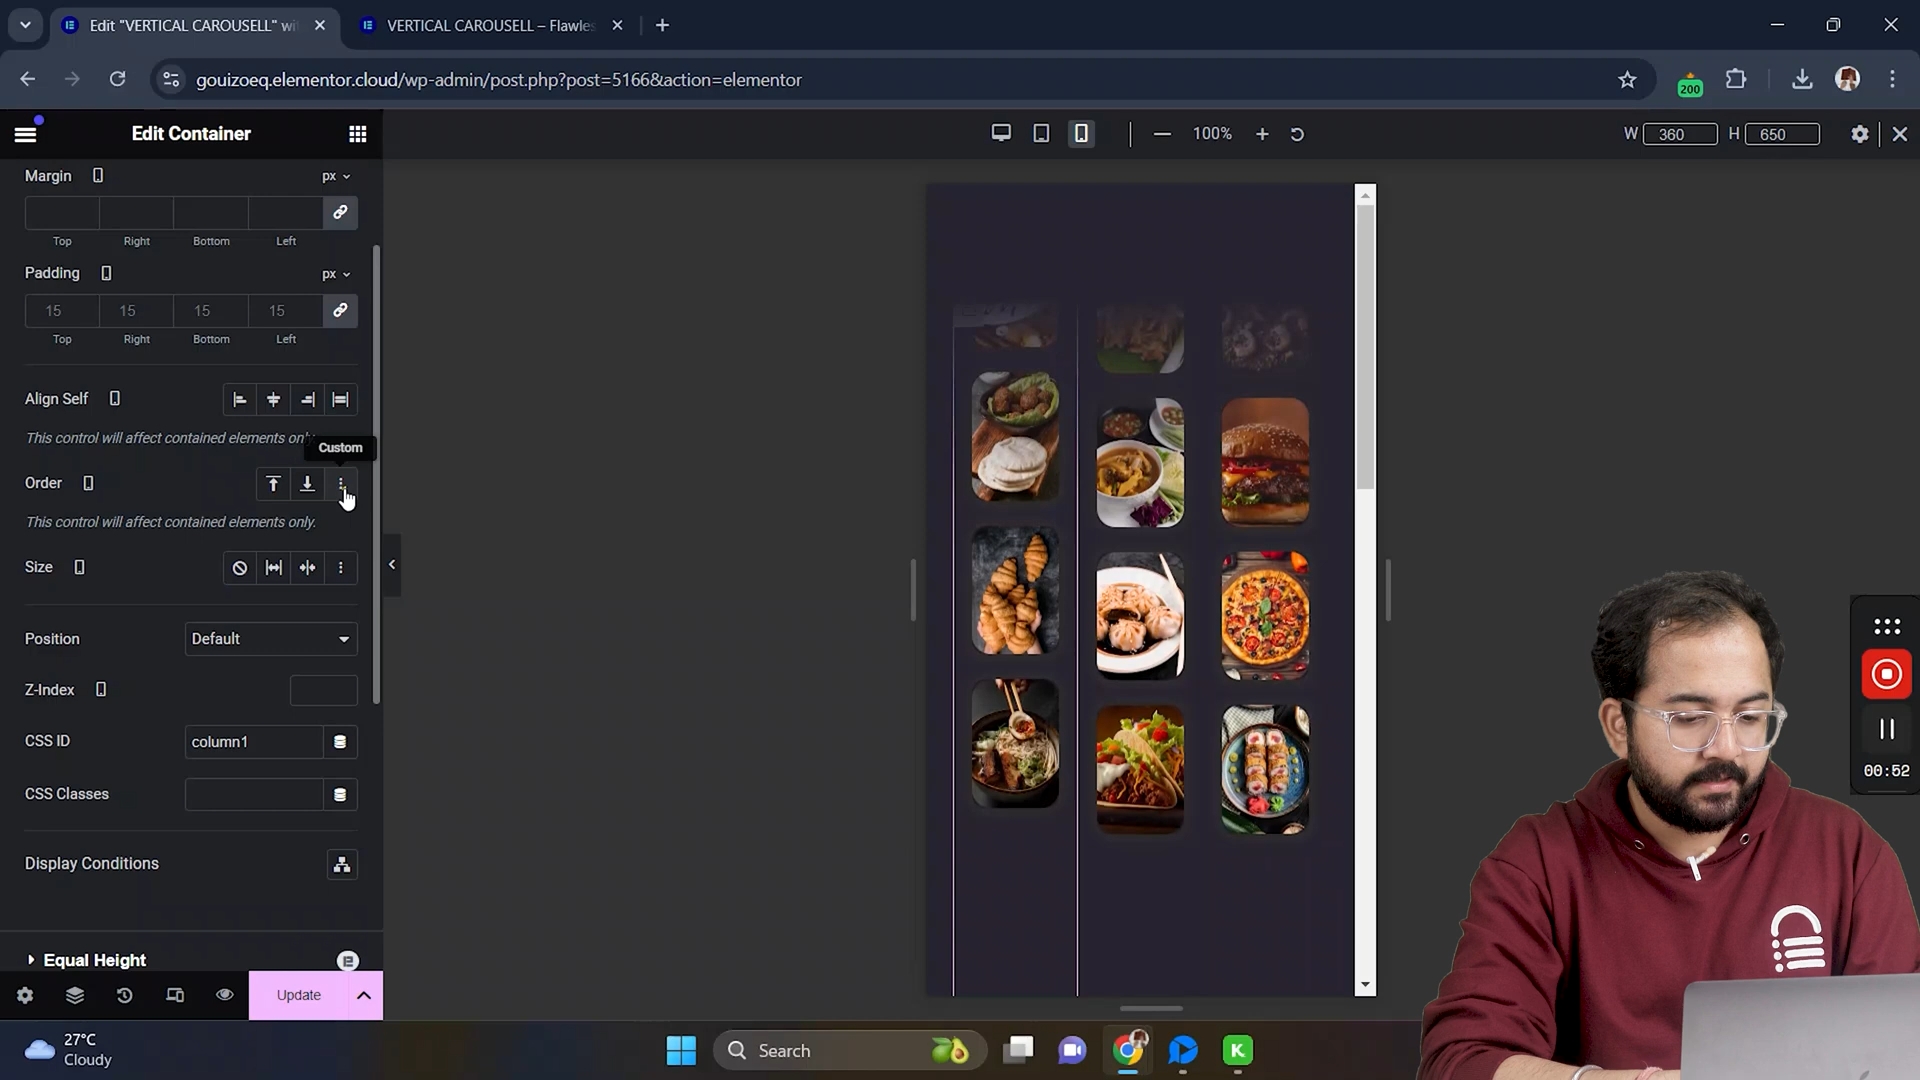 Edit "VERTICAL CAROUSELL" wi
VERTICAL CAROUSELL – Flawles
gouizoeq.elementor.cloud/wp-admin/post.php?post=5166&action=elementor
200
Edit Container
100%
W 360 H 650
Margin px
Top Right Bottom Left
Padding px
15 15 15 15
Top Right Bottom Left
Align Self
This control will affect contained elements only.
Custom
Order
This control will affect contained elements only.
Size
Position Default
Z-Index
CSS ID column1
CSS Classes
Display Conditions
Equal Height
Update
00:52
27°C
Cloudy
Search
K